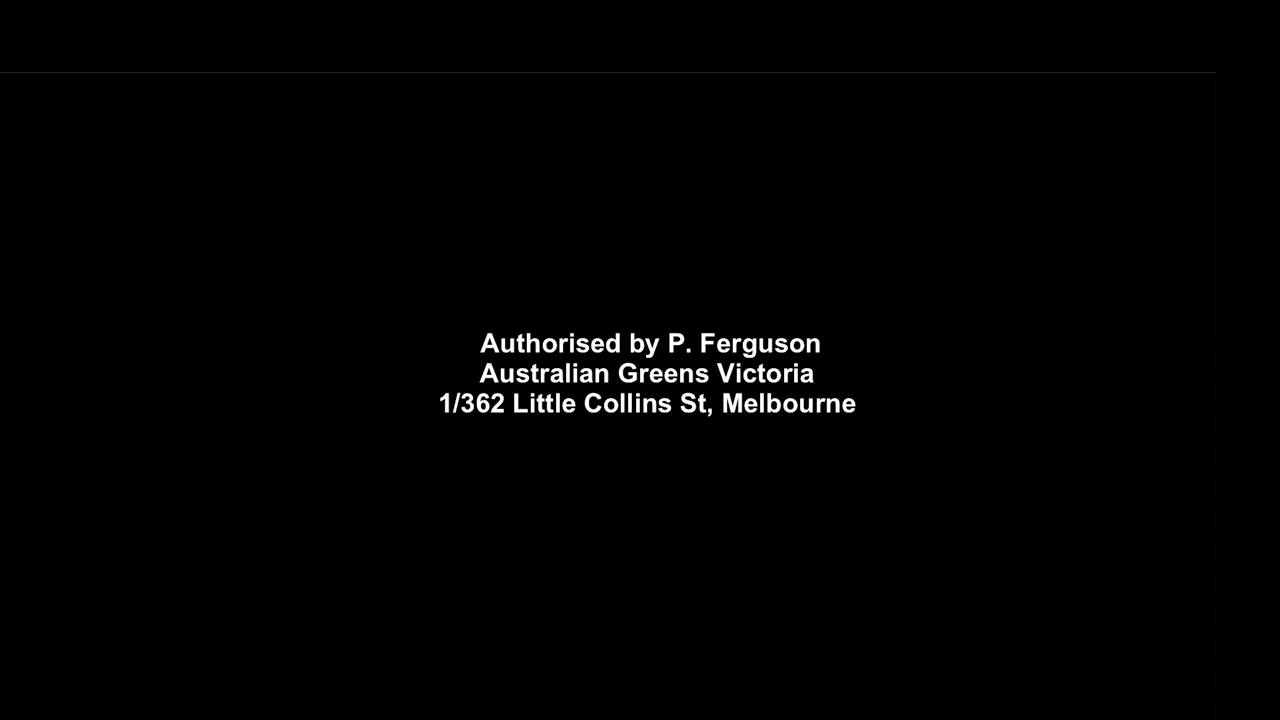 Authorised by P. Ferguson
Australian Greens Victoria
1/362 Little Collins St, Melbourne